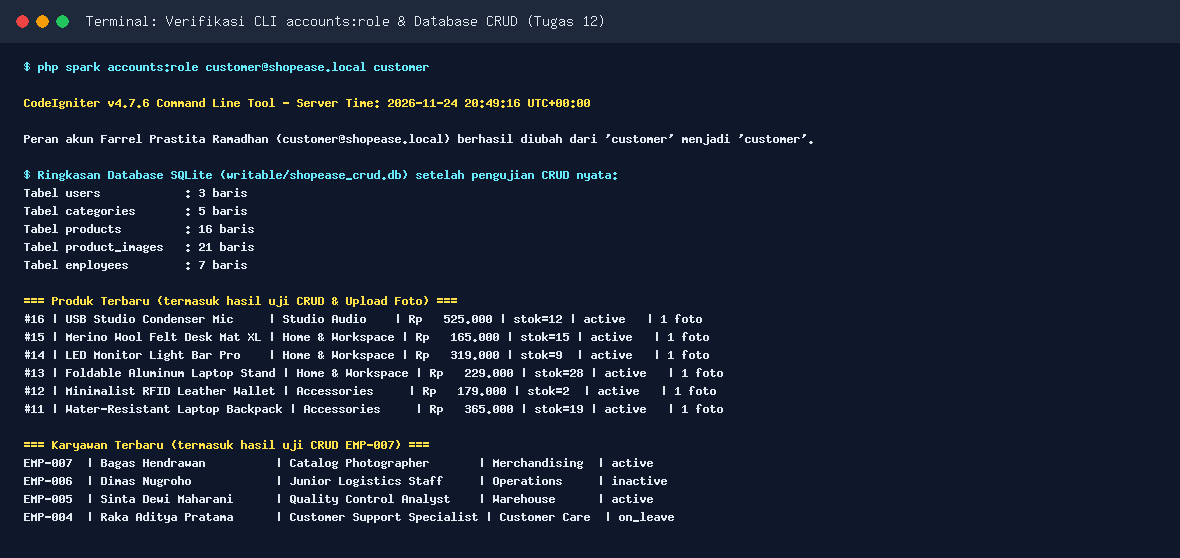 Terminal: Verifikasi CLI accounts:role & Database CRUD (Tugas 12)
$ php spark accounts:role customer@shopease.local customer
CodeIgniter v4.7.6 Command Line Tool - Server Time: 2026-11-24 20:49:16 UTC+00:00
Peran akun Farrel Prastita Ramadhan (customer@shopease.local) berhasil diubah dari 'customer' menjadi 'customer'.
$ Ringkasan Database SQLite (writable/shopease_crud.db) setelah pengujian CRUD nyata:
Tabel users : 3 baris
Tabel categories : 5 baris
Tabel products : 16 baris
Tabel product_images : 21 baris
Tabel employees : 7 baris
=== Produk Terbaru (termasuk hasil uji CRUD & Upload Foto) ===
#16 | USB Studio Condenser Mic | Studio Audio | Rp 525.000 | stok=12 | active | 1 foto
#15 | Merino Wool Felt Desk Mat XL | Home & Workspace | Rp 165.000 | stok=15 | active | 1 foto
#14 | LED Monitor Light Bar Pro | Home & Workspace | Rp 319.000 | stok=9 | active | 1 foto
#13 | Foldable Aluminum Laptop Stand | Home & Workspace | Rp 229.000 | stok=28 | active | 1 foto
#12 | Minimalist RFID Leather Wallet | Accessories | Rp 179.000 | stok=2 | active | 1 foto
#11 | Water-Resistant Laptop Backpack | Accessories | Rp 365.000 | stok=19 | active | 1 foto
=== Karyawan Terbaru (termasuk hasil uji CRUD EMP-007) ===
EMP-007 | Bagas Hendrawan | Catalog Photographer | Merchandising | active
EMP-006 | Dimas Nugroho | Junior Logistics Staff | Operations | inactive
EMP-005 | Sinta Dewi Maharani | Quality Control Analyst | Warehouse | active
EMP-004 | Raka Aditya Pratama | Customer Support Specialist | Customer Care | on_leave